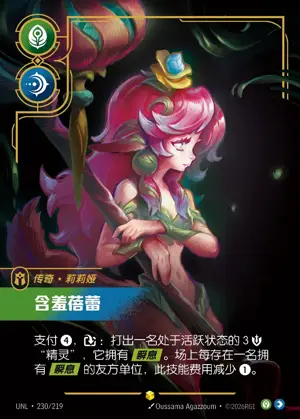 传奇·莉莉娅
含羞蓓蕾
支付4,:打出一名处于活跃状态的3
“精灵”,它拥有 瞬息。场上每存在一名拥
有 瞬息 的友方单位,此技能费用减少1。
UNL · 230/219
Oussama Agazzoum
©2026RGI